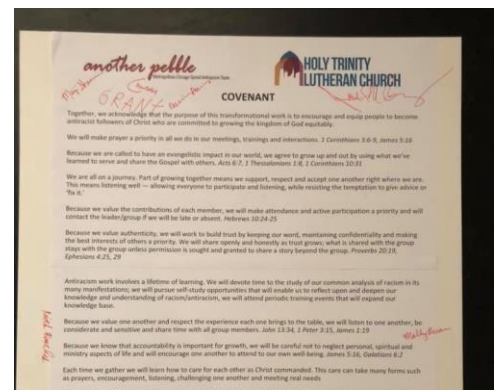 another pebble
Metropolitan Chicago Synod Antiracism Team
HOLY TRINITY
LUTHERAN CHURCH
GRANT
COVENANT
Together, we acknowledge that the purpose of this transformational work is to encourage and equip people to become
antiracist followers of Christ who are committed to growing the kingdom of God equitably.
We will make prayer a priority in all we do in our meetings, trainings and interactions. 1 Corinthians 3:6-9, James 5:16
Because we are called to have an evangelistic impact in our world, we agree to grow up and out by using what we've
learned to serve and share the Gospel with others. Acts 6:7, 1 Thessalonians 1:8, 1 Corinthians 10:31
We are all on a journey. Part of growing together means we support, respect and accept one another right where we are.
This means listening well — allowing everyone to participate and listening, while resisting the temptation to give advice or
'fix it.'
Because we value the contributions of each member, we will make attendance and active participation a priority and will
contact the leader/group if we will be late or absent. Hebrews 10:24-25
Because we value authenticity, we will work to build trust by keeping our word, maintaining confidentiality and making
the best interests of others a priority. We will share openly and honestly as trust grows; what is shared with the group
stays with the group unless permission is sought and granted to share a story beyond the group. Proverbs 20:19,
Ephesians 4:25, 29
Antiracism work involves a lifetime of learning. We will devote time to the study of our common analysis of racism in its
many manifestations; we will pursue self-study opportunities that will enable us to reflect upon and deepen our
knowledge and understanding of racism/antiracism, we will attend periodic training events that will expand our
knowledge base.
Because we value one another and respect the experience each one brings to the table, we will listen to one another, be
considerate and sensitive and share time with all group members. John 13:34, 1 Peter 3:15, James 1:19
Because we know that accountability is important for growth, we will be careful not to neglect personal, spiritual and
ministry aspects of life and will encourage one another to attend to our own well-being. James 5:16, Galatians 6:2
Each time we gather we will learn how to care for each other as Christ commanded. This care can take many forms such
as prayers, encouragement, listening, challenging one another and meeting real needs